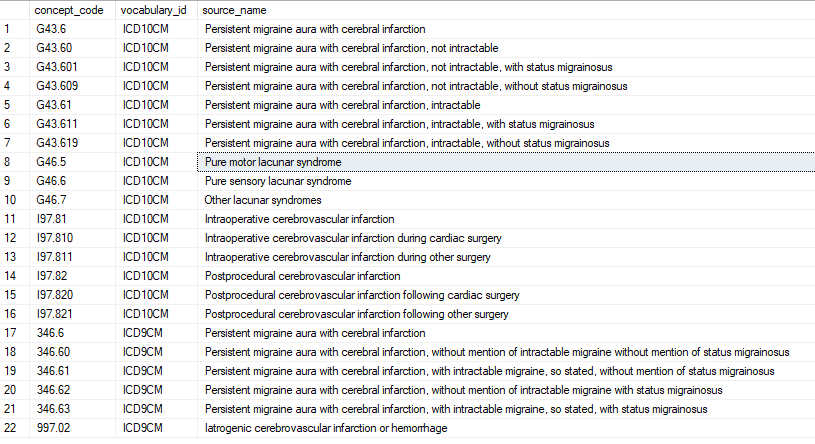 concept_code vocabulary_id source_name
1 G43.6 ICD10CM Persistent migraine aura with cerebral infarction
2 G43.60 ICD10CM Persistent migraine aura with cerebral infarction, not intractable
3 G43.601 ICD10CM Persistent migraine aura with cerebral infarction, not intractable, with status migrainosus
4 G43.609 ICD10CM Persistent migraine aura with cerebral infarction, not intractable, without status migrainosus
5 G43.61 ICD10CM Persistent migraine aura with cerebral infarction, intractable
6 G43.611 ICD10CM Persistent migraine aura with cerebral infarction, intractable, with status migrainosus
7 G43.619 ICD10CM Persistent migraine aura with cerebral infarction, intractable, without status migrainosus
8 G46.5 ICD10CM Pure motor lacunar syndrome
9 G46.6 ICD10CM Pure sensory lacunar syndrome
10 G46.7 ICD10CM Other lacunar syndromes
11 I97.81 ICD10CM Intraoperative cerebrovascular infarction
12 I97.810 ICD10CM Intraoperative cerebrovascular infarction during cardiac surgery
13 I97.811 ICD10CM Intraoperative cerebrovascular infarction during other surgery
14 I97.82 ICD10CM Postprocedural cerebrovascular infarction
15 I97.820 ICD10CM Postprocedural cerebrovascular infarction following cardiac surgery
16 I97.821 ICD10CM Postprocedural cerebrovascular infarction following other surgery
17 346.6 ICD9CM Persistent migraine aura with cerebral infarction
18 346.60 ICD9CM Persistent migraine aura with cerebral infarction, without mention of intractable migraine without mention of status migrainosus
19 346.61 ICD9CM Persistent migraine aura with cerebral infarction, with intractable migraine, so stated, without mention of status migrainosus
20 346.62 ICD9CM Persistent migraine aura with cerebral infarction, without mention of intractable migraine with status migrainosus
21 346.63 ICD9CM Persistent migraine aura with cerebral infarction, with intractable migraine, so stated, with status migrainosus
22 997.02 ICD9CM Iatrogenic cerebrovascular infarction or hemorrhage